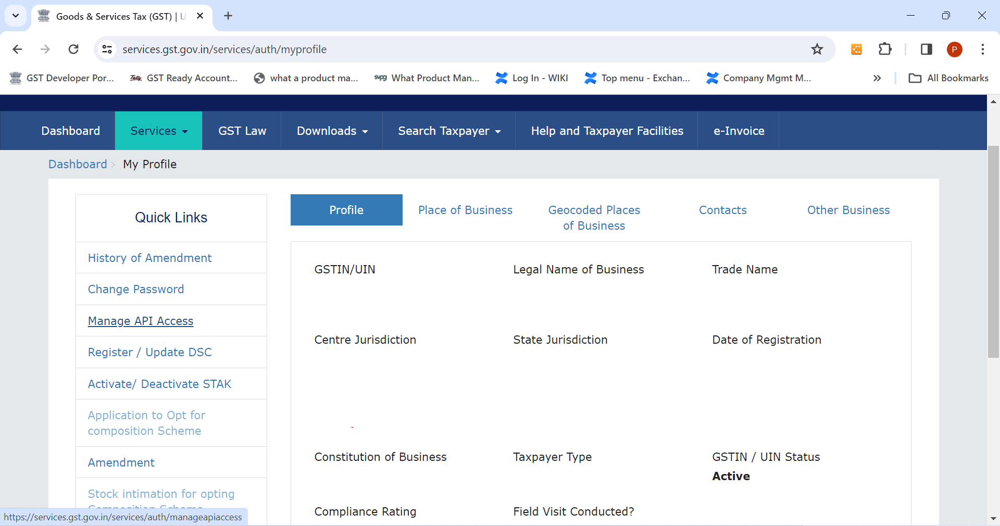 Goods & Services Tax (GST) | U
services.gst.gov.in/services/auth/myprofile
GST Developer Por...
Tally
GST Ready Account...
what a product ma...
svpg
What Product Man...
Log In - WIKI
Top menu - Exchan...
Company Mgmt M...
All Bookmarks
P
Dashboard
Services
GST Law
Downloads
Search Taxpayer
Help and Taxpayer Facilities
e-Invoice
Dashboard
My Profile
Quick Links
History of Amendment
Change Password
Manage API Access
Register / Update DSC
Activate/ Deactivate STAK
Application to Opt for
composition Scheme
Amendment
Stock intimation for opting
Composition Scheme
Profile
Place of Business
Geocoded Places
of Business
Contacts
Other Business
GSTIN/UIN
Legal Name of Business
Trade Name
Centre Jurisdiction
State Jurisdiction
Date of Registration
Constitution of Business
Taxpayer Type
GSTIN / UIN Status
Active
Compliance Rating
Field Visit Conducted?
https://services.gst.gov.in/services/auth/manageapiaccess